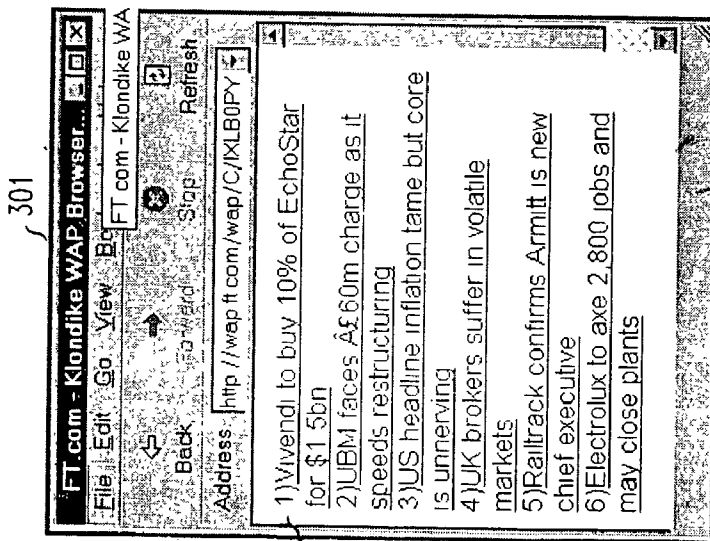 301
FT.com - Klondike WAP Browser...
File Edit Go View Bo
FT com - Klondike WA
Back Forward Stop Refresh
Address http //wap ft com/wap/C/IXLB0PY
1)Vivendi to buy 10% of EchoStar
for $1 5bn
2)UBM faces Â£60m charge as it
speeds restructuring
3)US headline inflation tame but core
is unnerving
4)UK brokers suffer in volatile
markets
5)Railtrack confirms Armitt is new
chief executive
6)Electrolux to axe 2,800 jobs and
may close plants